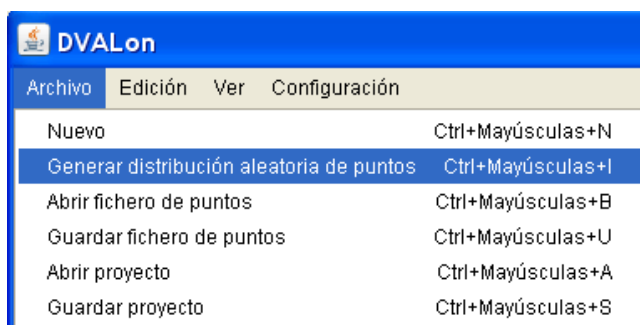 DVALon
Archivo Edición Ver Configuración
Nuevo Ctrl+Mayúsculas+N
Generar distribución aleatoria de puntos Ctrl+Mayúsculas+I
Abrir fichero de puntos Ctrl+Mayúsculas+B
Guardar fichero de puntos Ctrl+Mayúsculas+U
Abrir proyecto Ctrl+Mayúsculas+A
Guardar proyecto Ctrl+Mayúsculas+S